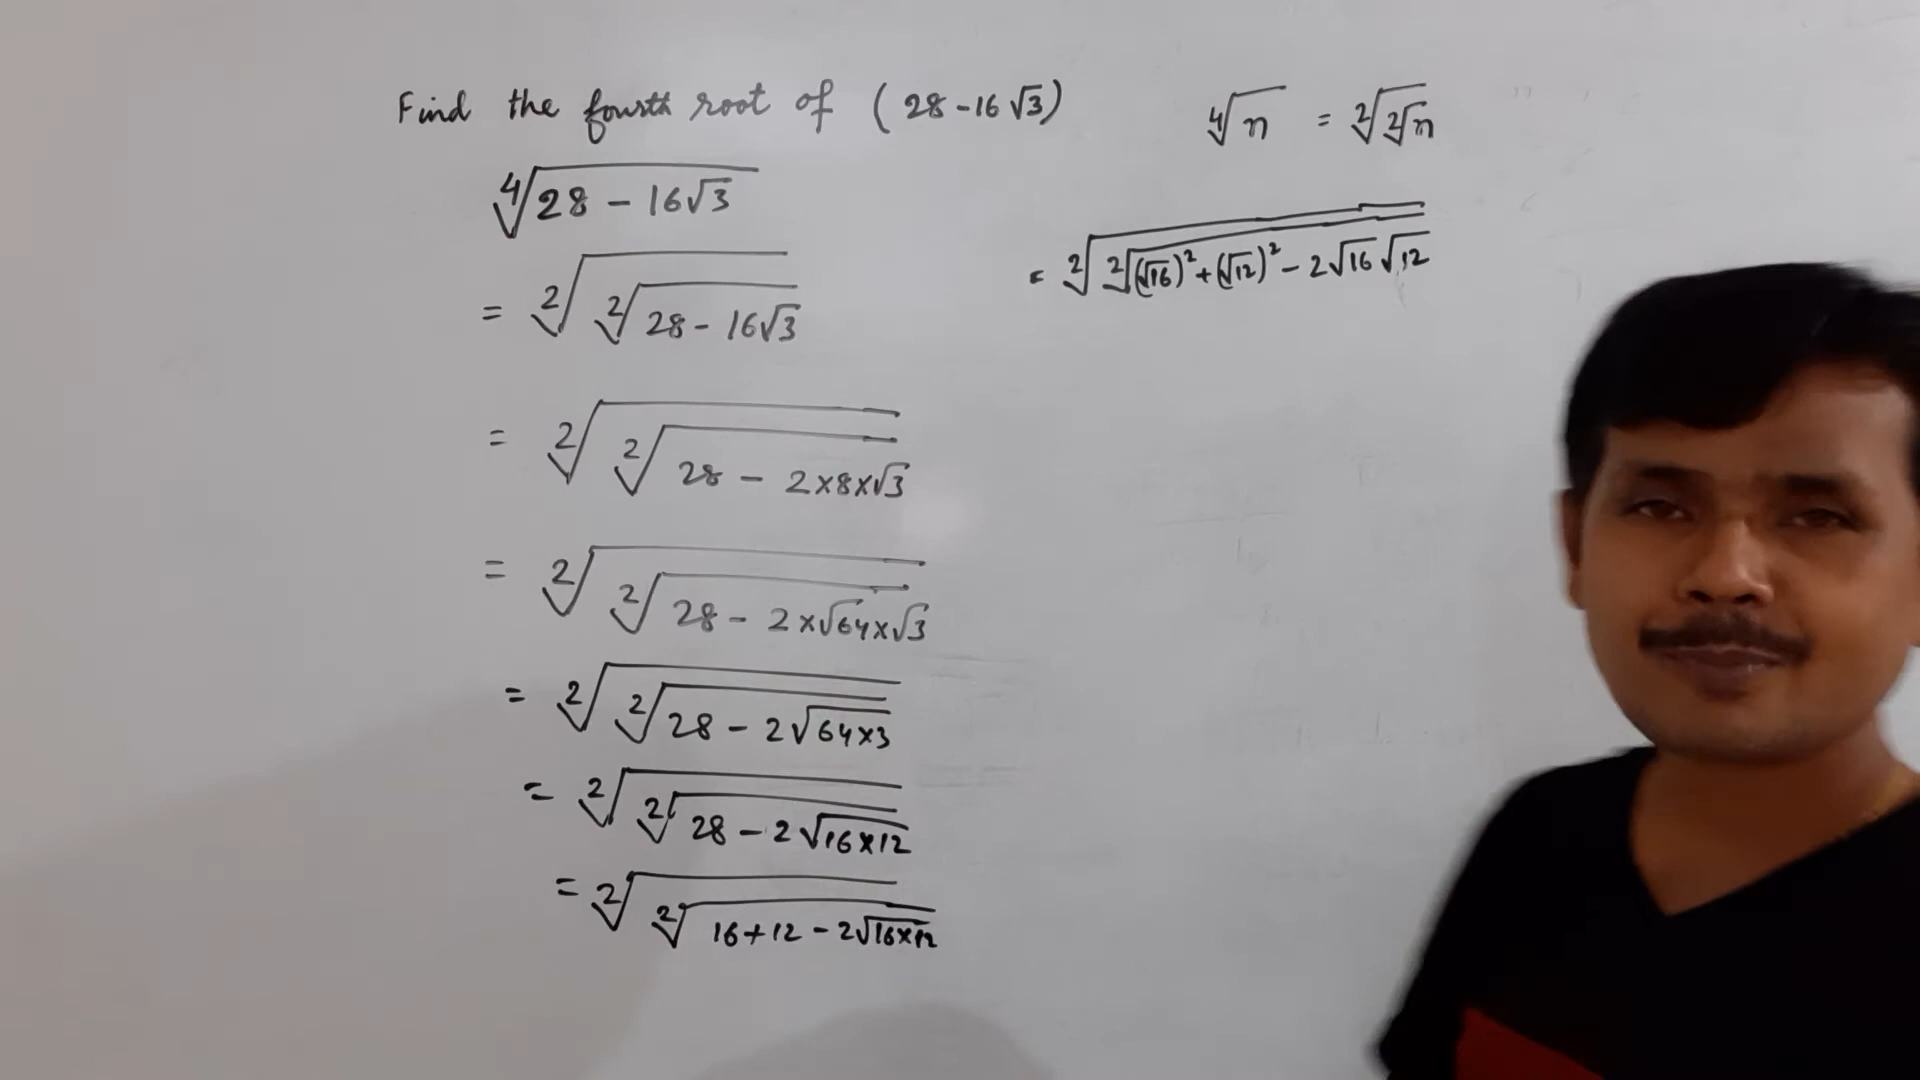 Find the fourth root of (28-16√3)
∜(28 - 16√3)
= ²√(²√(28 - 16√3))
= ²√(²√(28 - 2×8×√3))
= ²√(²√(28 - 2×√64×√3))
= ²√(²√(28 - 2√(64×3)))
= ²√(²√(28 - 2√(16×12)))
= ²√(²√(16+12 - 2√(16×12)))
∜n = ²√(²√n)
= ²√(²√((√16)²+(√12)² - 2√16√12))